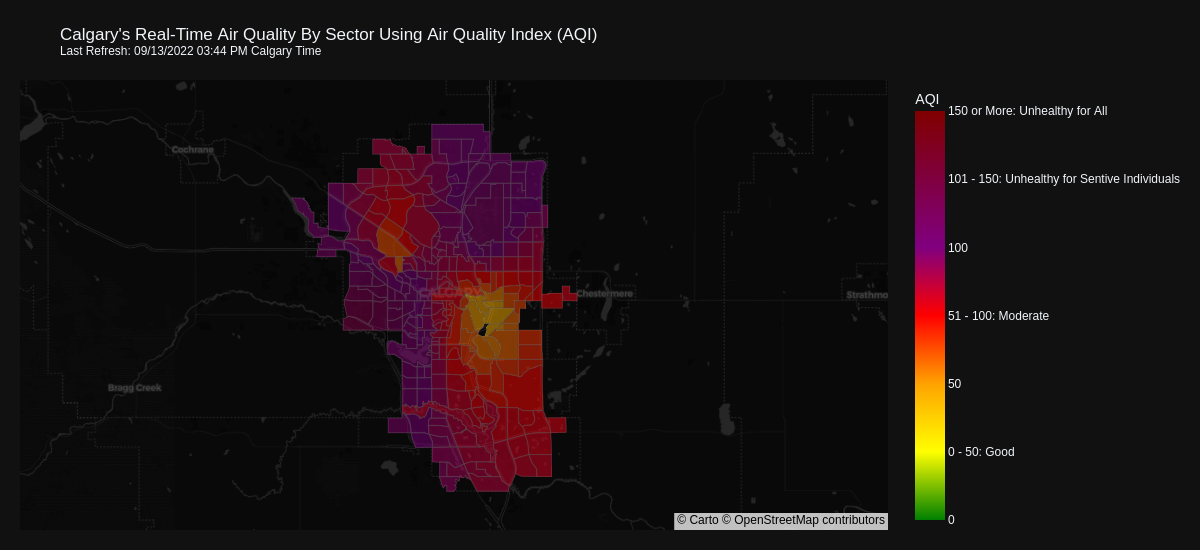 Calgary's Real-Time Air Quality By Sector Using Air Quality Index (AQI)
Last Refresh: 09/13/2022 03:44 PM Calgary Time
AQI
150 or More: Unhealthy for All
101 - 150: Unhealthy for Sentive Individuals
100
51 - 100: Moderate
50
0 - 50: Good
0
Cochrane
CALGARY
Chestermere
Strathmo
Bragg Creek
© Carto © OpenStreetMap contributors